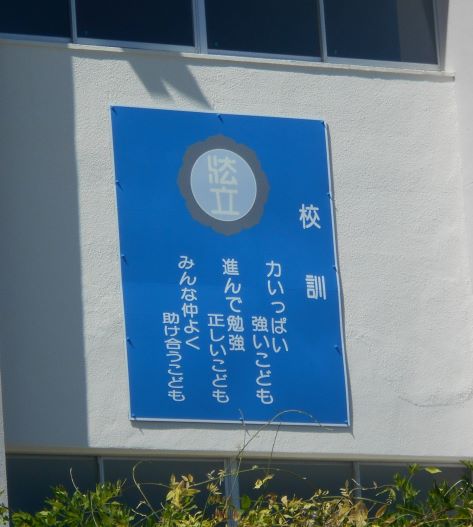 校訓
力いっぱい
強いこども
進んで勉強
正しいこども
みんな仲よく
助け合うこども